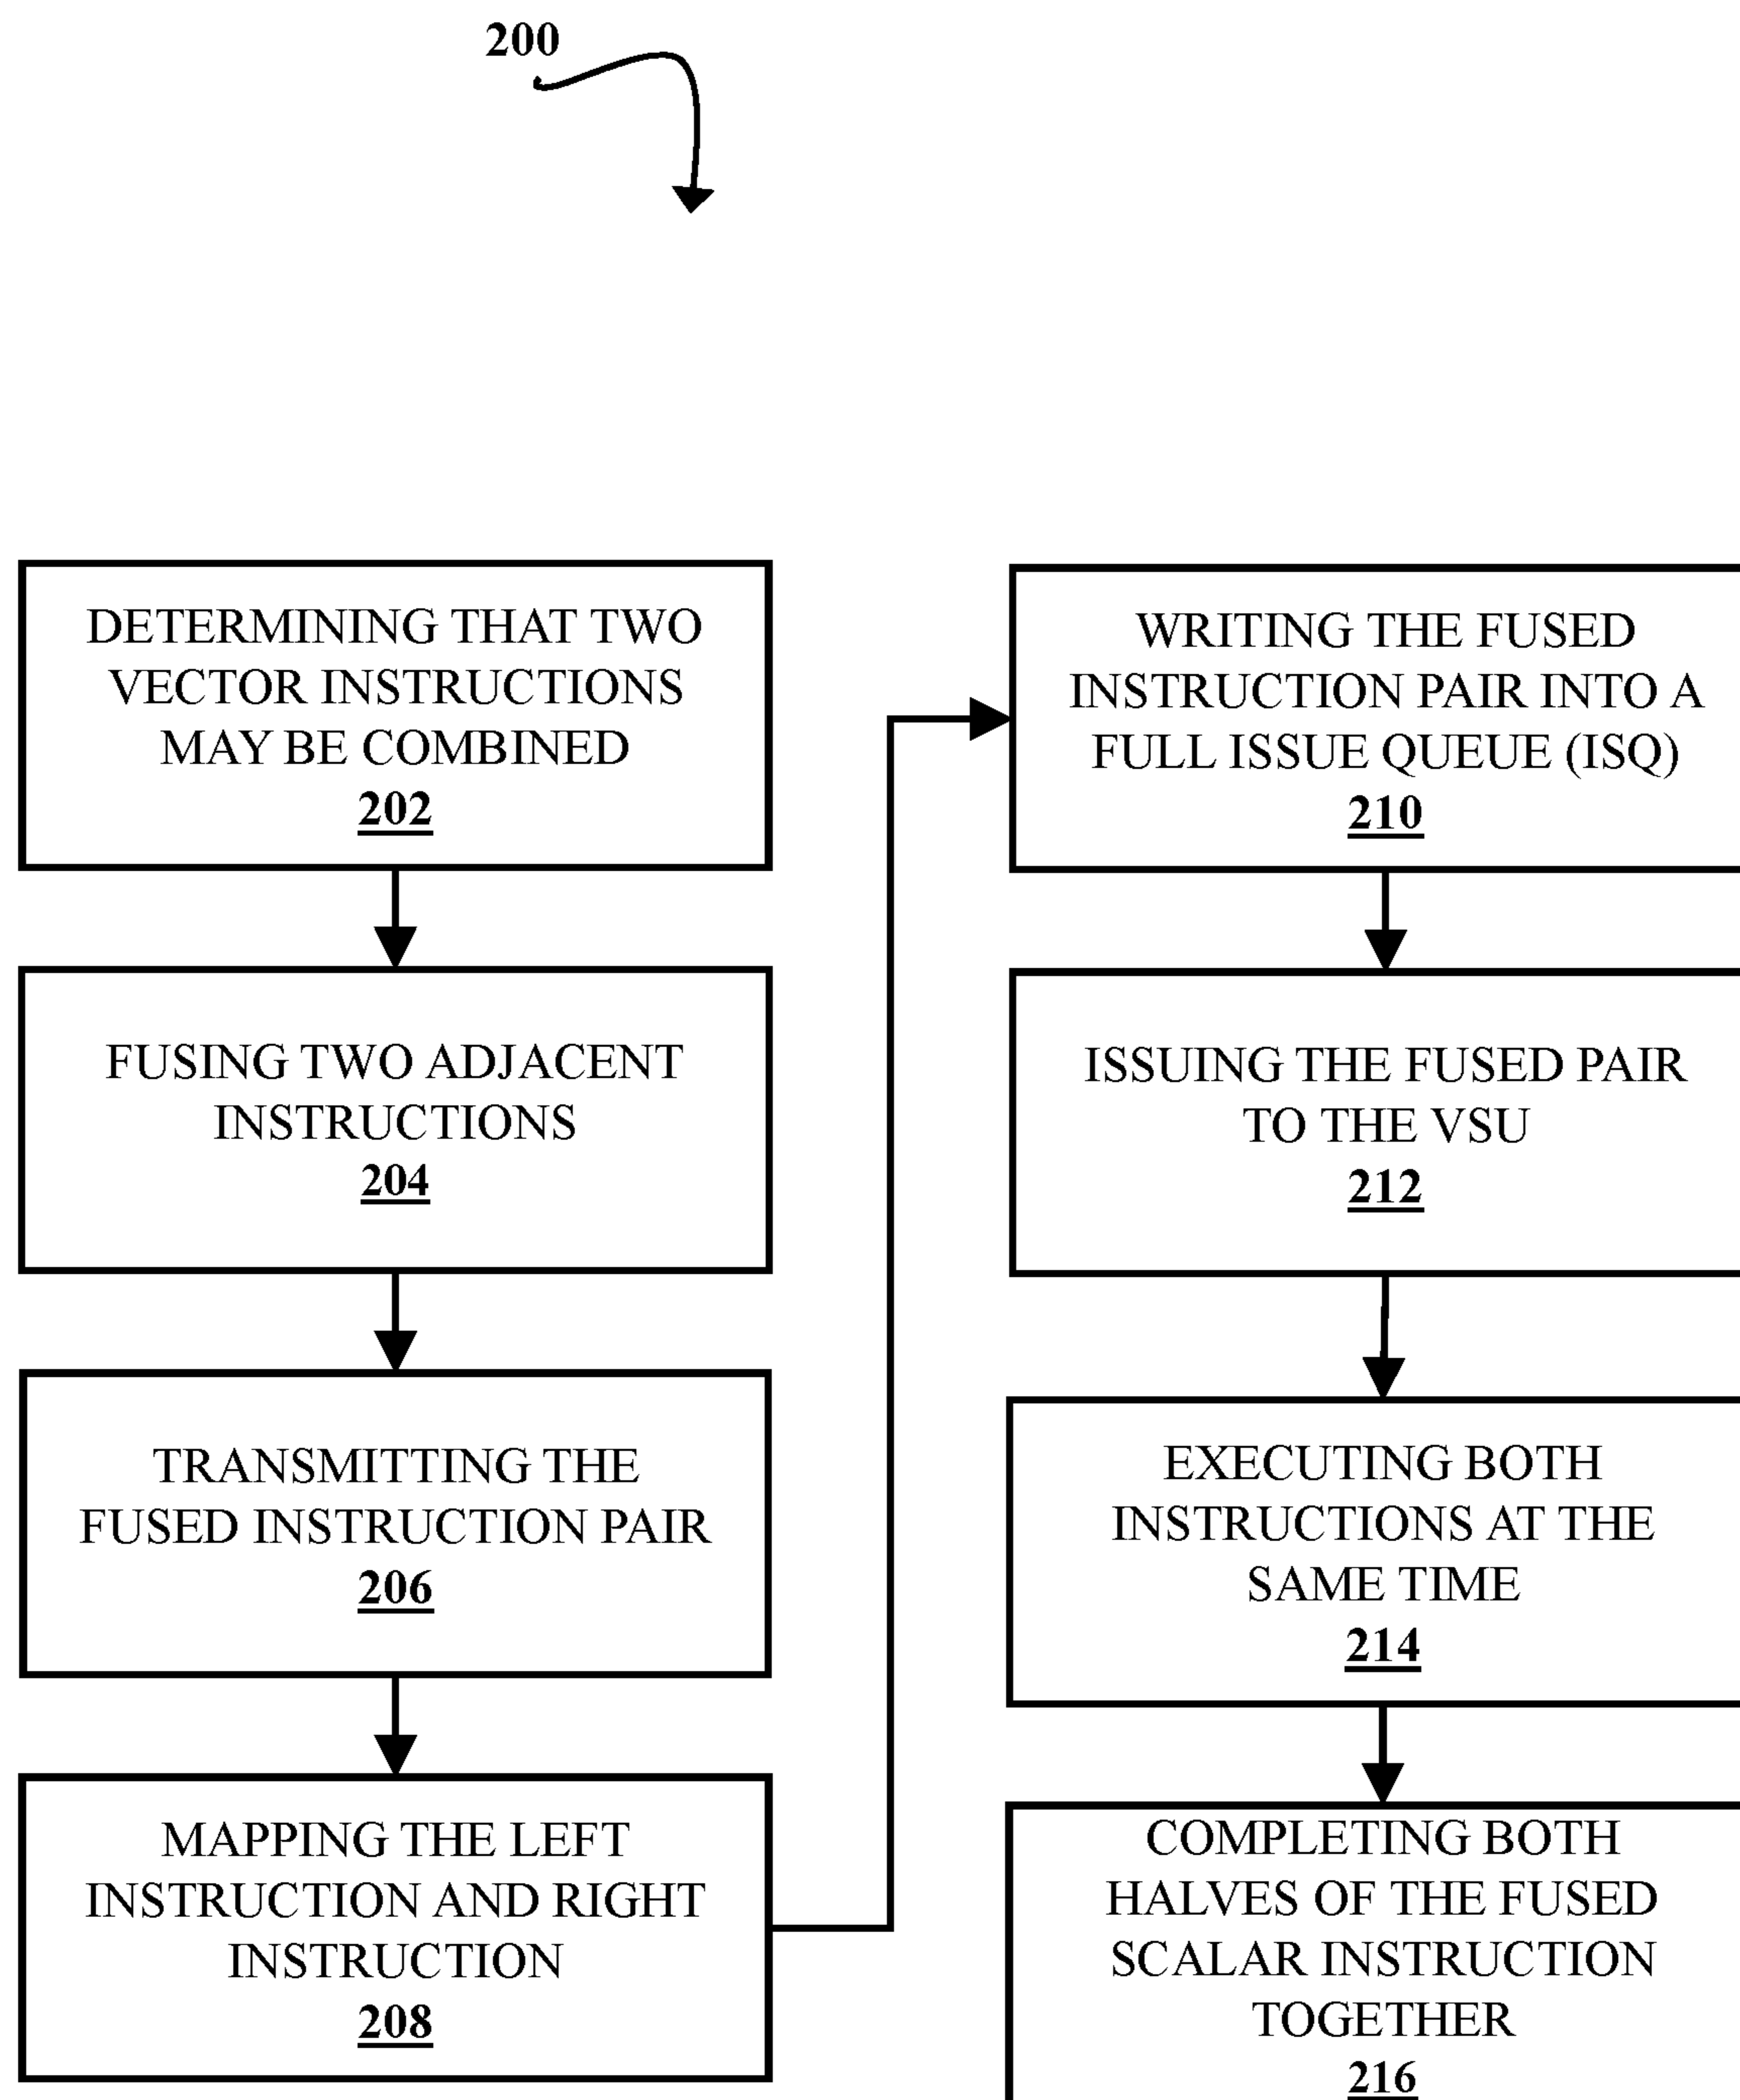 200
DETERMINING THAT TWO
VECTOR INSTRUCTIONS
MAY BE COMBINED
202
FUSING TWO ADJACENT
INSTRUCTIONS
204
TRANSMITTING THE
FUSED INSTRUCTION PAIR
206
MAPPING THE LEFT
INSTRUCTION AND RIGHT
INSTRUCTION
208
WRITING THE FUSED
INSTRUCTION PAIR INTO A
FULL ISSUE QUEUE (ISQ)
210
ISSUING THE FUSED PAIR
TO THE VSU
212
EXECUTING BOTH
INSTRUCTIONS AT THE
SAME TIME
214
COMPLETING BOTH
HALVES OF THE FUSED
SCALAR INSTRUCTION
TOGETHER
216